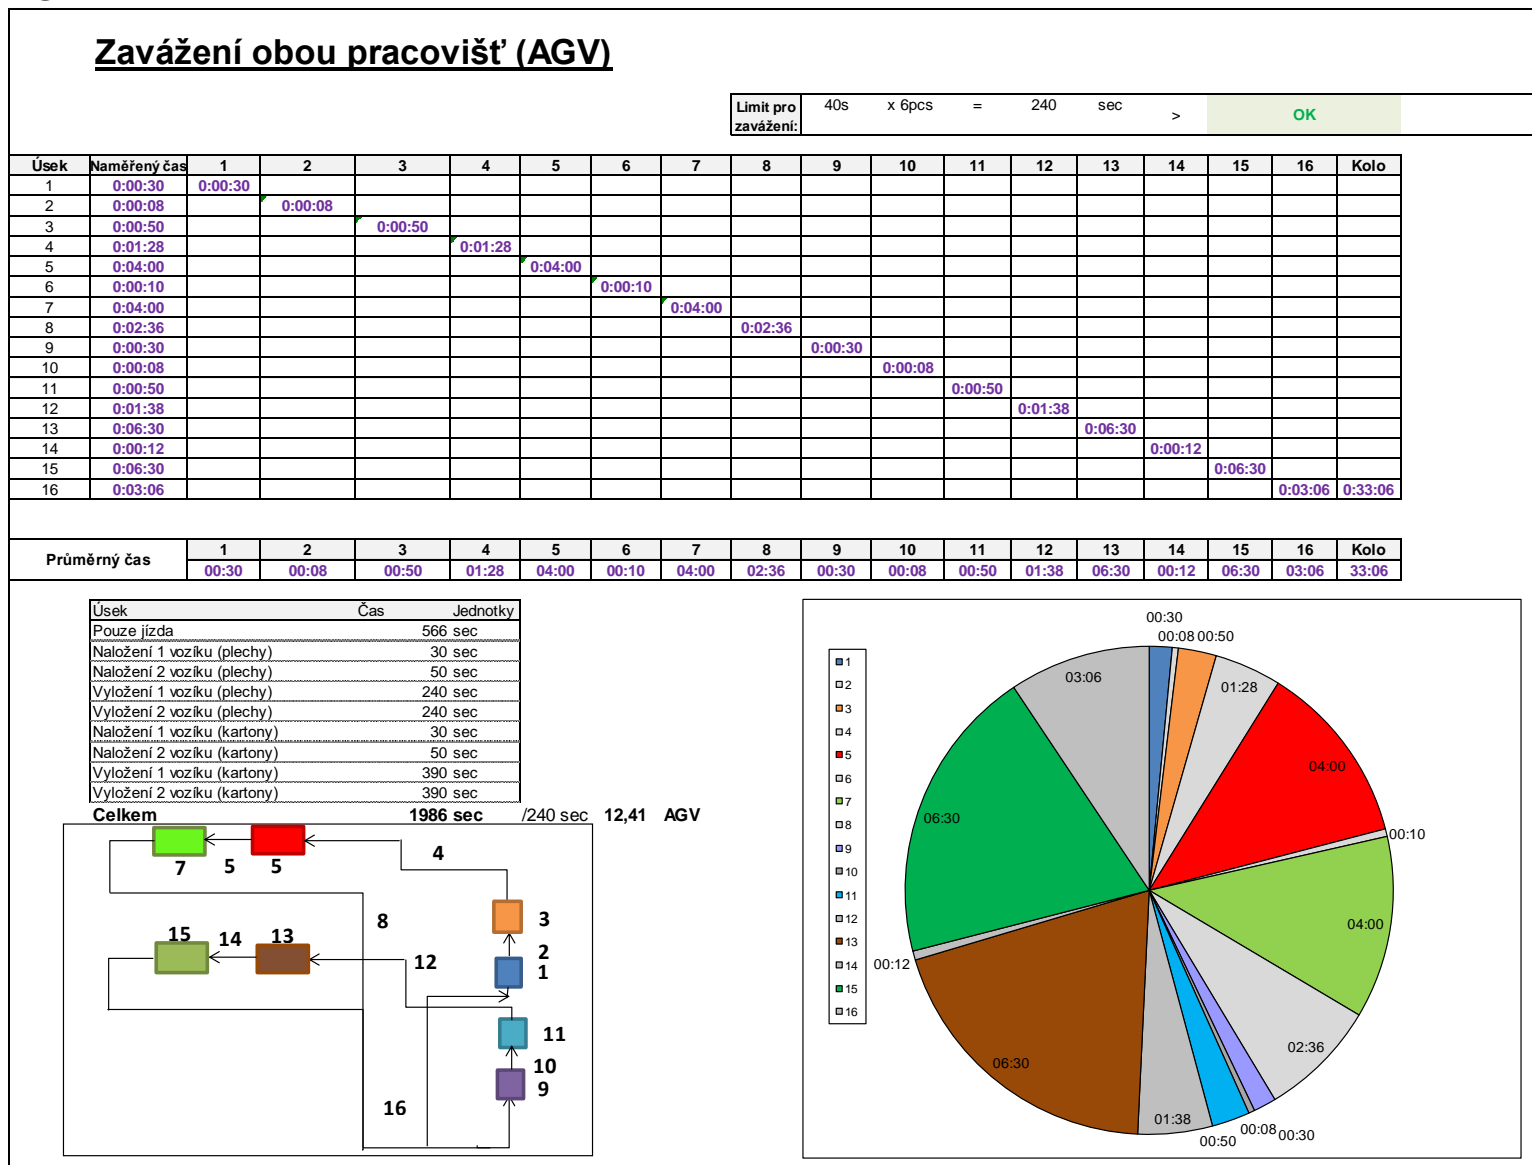 Zavážení obou pracovišť (AGV)
Limit pro zavážení: 40s x 6pcs = 240 sec > OK
Úsek Naměřený čas 1 2 3 4 5 6 7 8 9 10 11 12 13 14 15 16 Kolo
1 0:00:30 0:00:30
2 0:00:08 0:00:08
3 0:00:50 0:00:50
4 0:01:28 0:01:28
5 0:04:00 0:04:00
6 0:00:10 0:00:10
7 0:04:00 0:04:00
8 0:02:36 0:02:36
9 0:00:30 0:00:30
10 0:00:08 0:00:08
11 0:00:50 0:00:50
12 0:01:38 0:01:38
13 0:06:30 0:06:30
14 0:00:12 0:00:12
15 0:06:30 0:06:30
16 0:03:06 0:03:06 0:33:06
Průměrný čas 1 2 3 4 5 6 7 8 9 10 11 12 13 14 15 16 Kolo
00:30 00:08 00:50 01:28 04:00 00:10 04:00 02:36 00:30 00:08 00:50 01:38 06:30 00:12 06:30 03:06 33:06
Úsek Čas Jednotky
Pouze jízda 566 sec
Naložení 1 vozíku (plechy) 30 sec
Naložení 2 vozíku (plechy) 50 sec
Vyložení 1 vozíku (plechy) 240 sec
Vyložení 2 vozíku (plechy) 240 sec
Naložení 1 vozíku (kartony) 30 sec
Naložení 2 vozíku (kartony) 50 sec
Vyložení 1 vozíku (kartony) 390 sec
Vyložení 2 vozíku (kartony) 390 sec
Celkem 1986 sec /240 sec 12,41 AGV
4
7 5 5
3
8
15 14 13
2
12
1
11
10
9
16
1
2
3
4
5
6
7
8
9
10
11
12
13
14
15
16
00:30
00:08 00:50
01:28
04:00
00:10
04:00
02:36
00:30
00:08
00:50
01:38
06:30
00:12
06:30
03:06